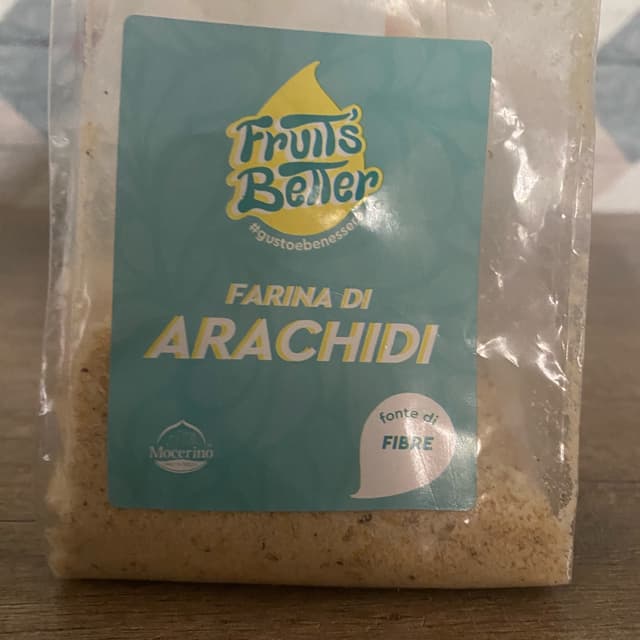 Fruits'
Better
#gustoebenessere
FARINA DI
ARACHIDI
fonte di
FIBRE
Mocerino